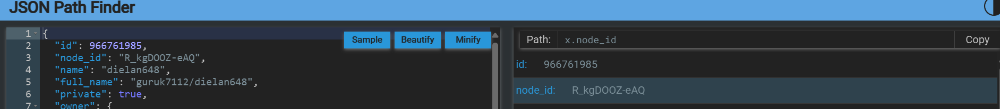 JSON Path Finder
1 {
2 "id": 966761985,
3 "node_id": "R_kgDOOZ-eAQ",
4 "name": "dielan648",
5 "full_name": "guruk7112/dielan648",
6 "private": true,
7 "owner": {
Sample Beautify Minify
Path: x.node_id Copy
id: 966761985
node_id: R_kgDOOZ-eAQ